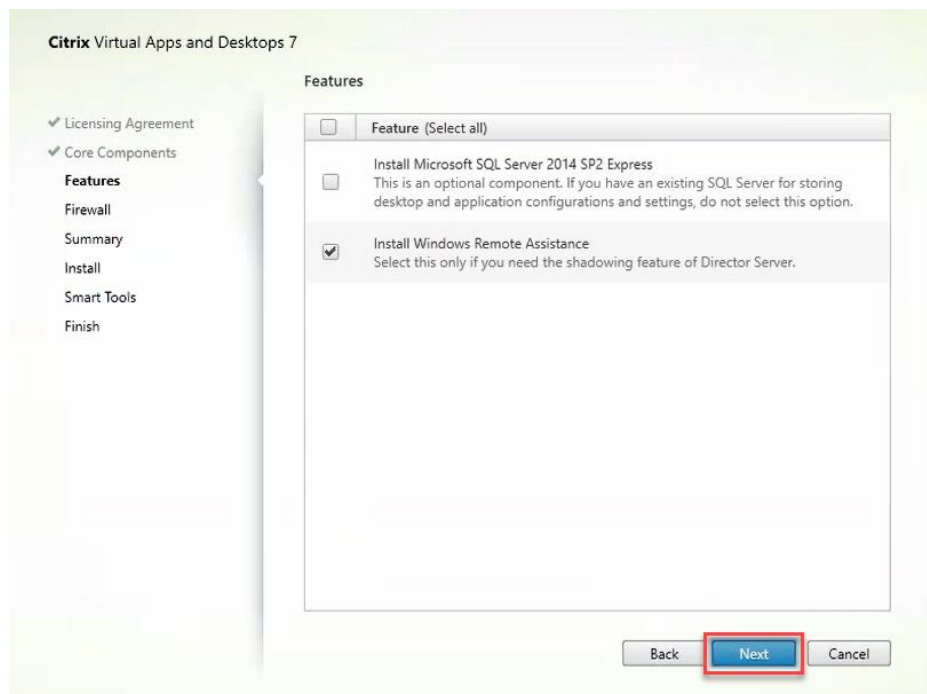 Citrix Virtual Apps and Desktops 7
Features
Licensing Agreement
Core Components
Features
Firewall
Summary
Install
Smart Tools
Finish
Feature (Select all)
Install Microsoft SQL Server 2014 SP2 Express
This is an optional component. If you have an existing SQL Server for storing
desktop and application configurations and settings, do not select this option.
Install Windows Remote Assistance
Select this only if you need the shadowing feature of Director Server.
Back Next Cancel